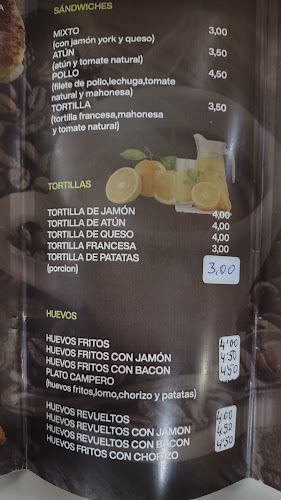 SÁNDWICHES
MIXTO 3,00
(con jamón york y queso)
ATÚN 3,50
(atún y tomate natural)
POLLO 4,50
(filete de pollo,lechuga,tomate
natural y mahonesa)
TORTILLA 3,50
(tortilla francesa,mahonesa
y tomate natural)
TORTILLAS
TORTILLA DE JAMÓN 4,00
TORTILLA DE ATÚN 4,00
TORTILLA DE QUESO 4,00
TORTILLA FRANCESA 3,00
TORTILLA DE PATATAS 3,00
(porcion)
HUEVOS
HUEVOS FRITOS 4'00
HUEVOS FRITOS CON JAMÓN 4'50
HUEVOS FRITOS CON BACON 4'50
PLATO CAMPERO
(huevos fritos,lomo,chorizo y patatas)
HUEVOS REVUELTOS 4'00
HUEVOS REVUELTOS CON JAMON 4'50
HUEVOS REVUELTOS CON BACON 4'50
HUEVOS FRITOS CON CHORIZO